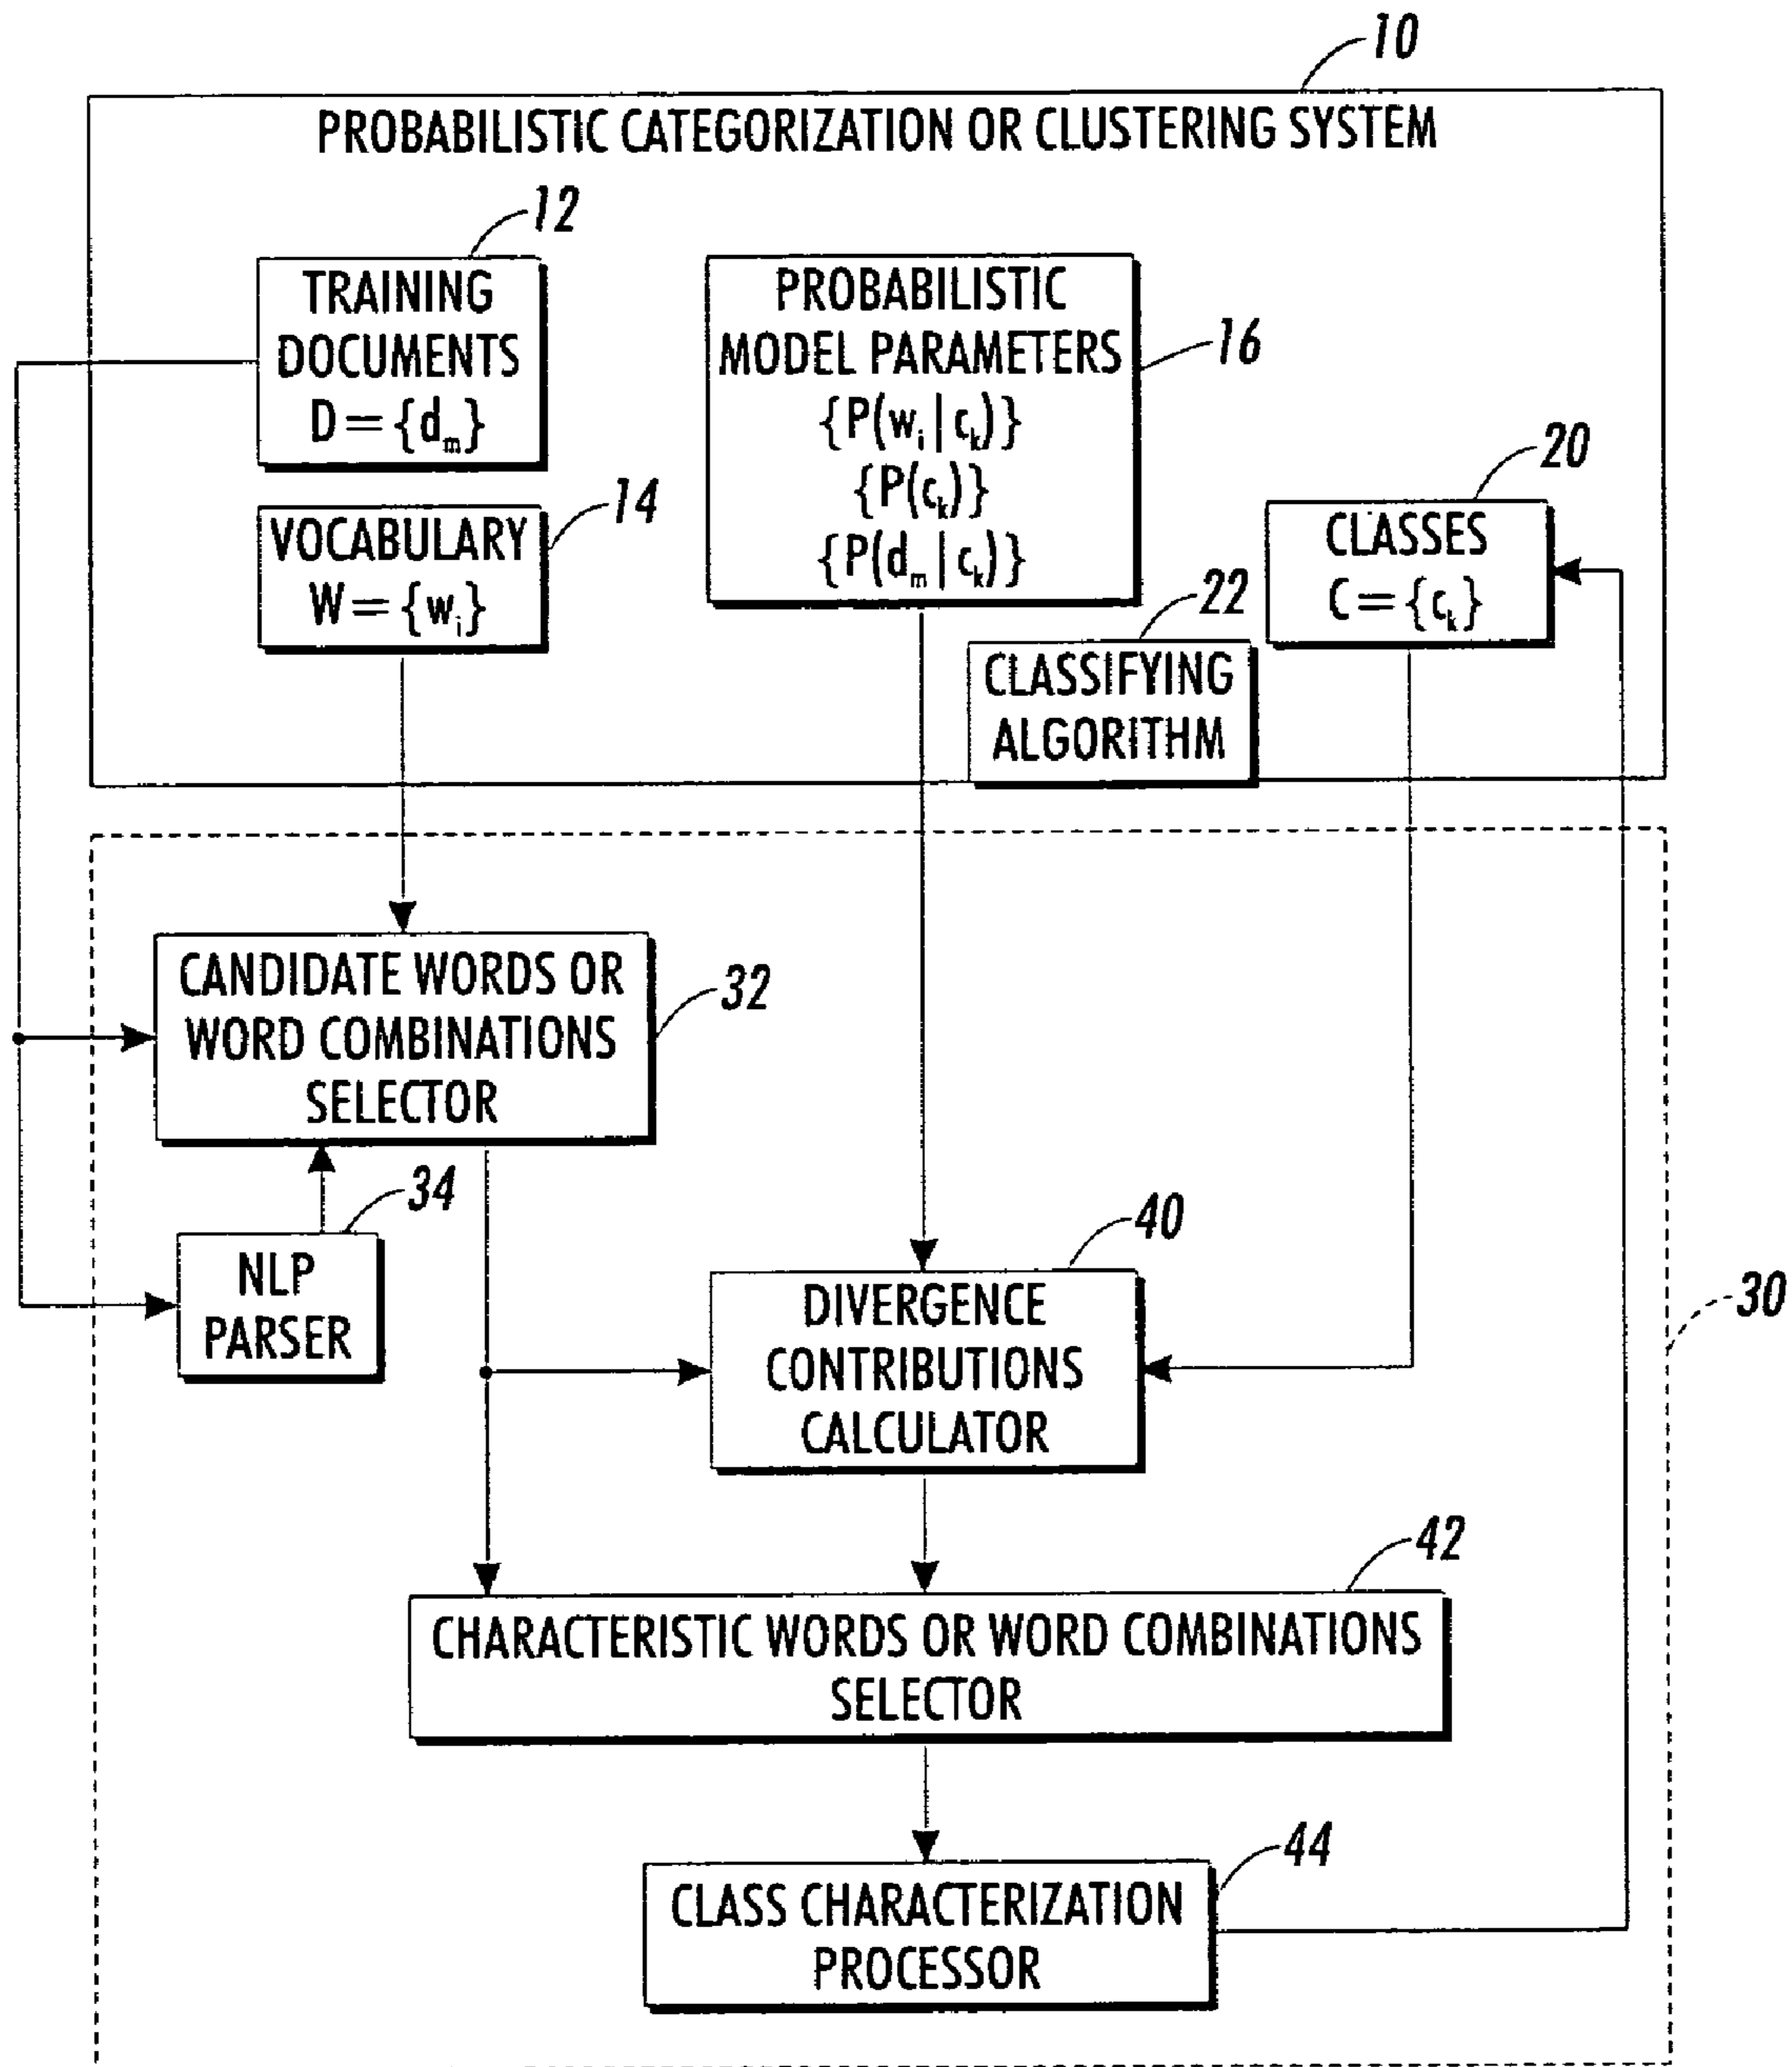 10
PROBABILISTIC CATEGORIZATION OR CLUSTERING SYSTEM
12
TRAINING
DOCUMENTS
D={dₘ}
PROBABILISTIC
MODEL PARAMETERS
{P(wᵢ|cₖ)}
{P(cₖ)}
{P(dₘ|cₖ)}
16
14
VOCABULARY
W={wᵢ}
20
CLASSES
C={cₖ}
22
CLASSIFYING
ALGORITHM
CANDIDATE WORDS OR
WORD COMBINATIONS
SELECTOR
32
34
NLP
PARSER
40
DIVERGENCE
CONTRIBUTIONS
CALCULATOR
30
42
CHARACTERISTIC WORDS OR WORD COMBINATIONS
SELECTOR
44
CLASS CHARACTERIZATION
PROCESSOR